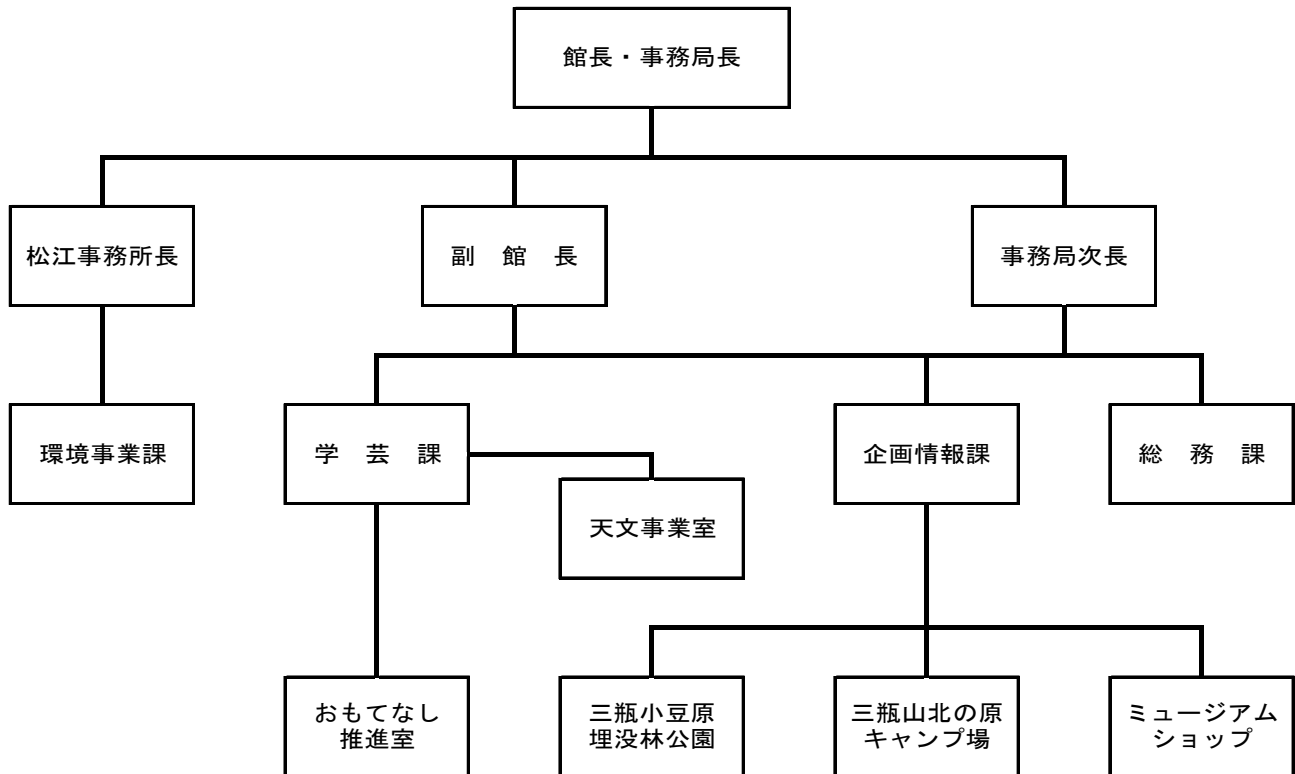 館長・事務局長
松江事務所長
副　館　長
事務局次長
環境事業課
学　芸　課
企画情報課
総　務　課
天文事業室
おもてなし
推進室
三瓶小豆原
埋没林公園
三瓶山北の原
キャンプ場
ミュージアム
ショップ